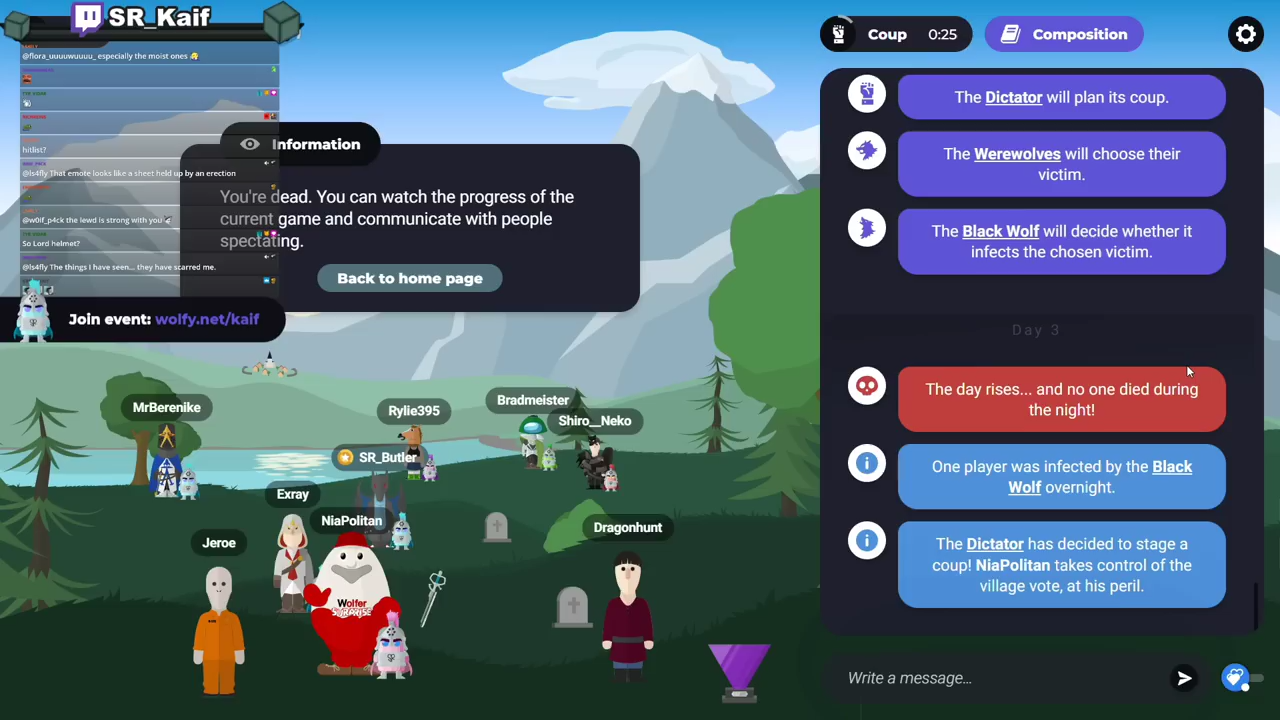 SR_Kaif
@flora_uuuuwuuuu_ especially the moist ones
hitlist?
@ls4fly That emote looks like a sheet held up by an erection
@w0lf_p4ck the lewd is strong with you
So Lord helmet?
@ls4fly The things I have seen... they have scarred me.
Join event: wolfy.net/kaif
Information
You're dead. You can watch the progress of the
current game and communicate with people
spectating.
Back to home page
MrBerenike
Rylie395
Bradmeister
Shiro__Neko
SR_Butler
Exray
NiaPolitan
Jeroe
Dragonhunt
Wolfer
SURPRISE
Coup 0:25
Composition
The Dictator will plan its coup.
The Werewolves will choose their
victim.
The Black Wolf will decide whether it
infects the chosen victim.
Day 3
The day rises... and no one died during
the night!
One player was infected by the Black
Wolf overnight.
The Dictator has decided to stage a
coup! NiaPolitan takes control of the
village vote, at his peril.
Write a message...